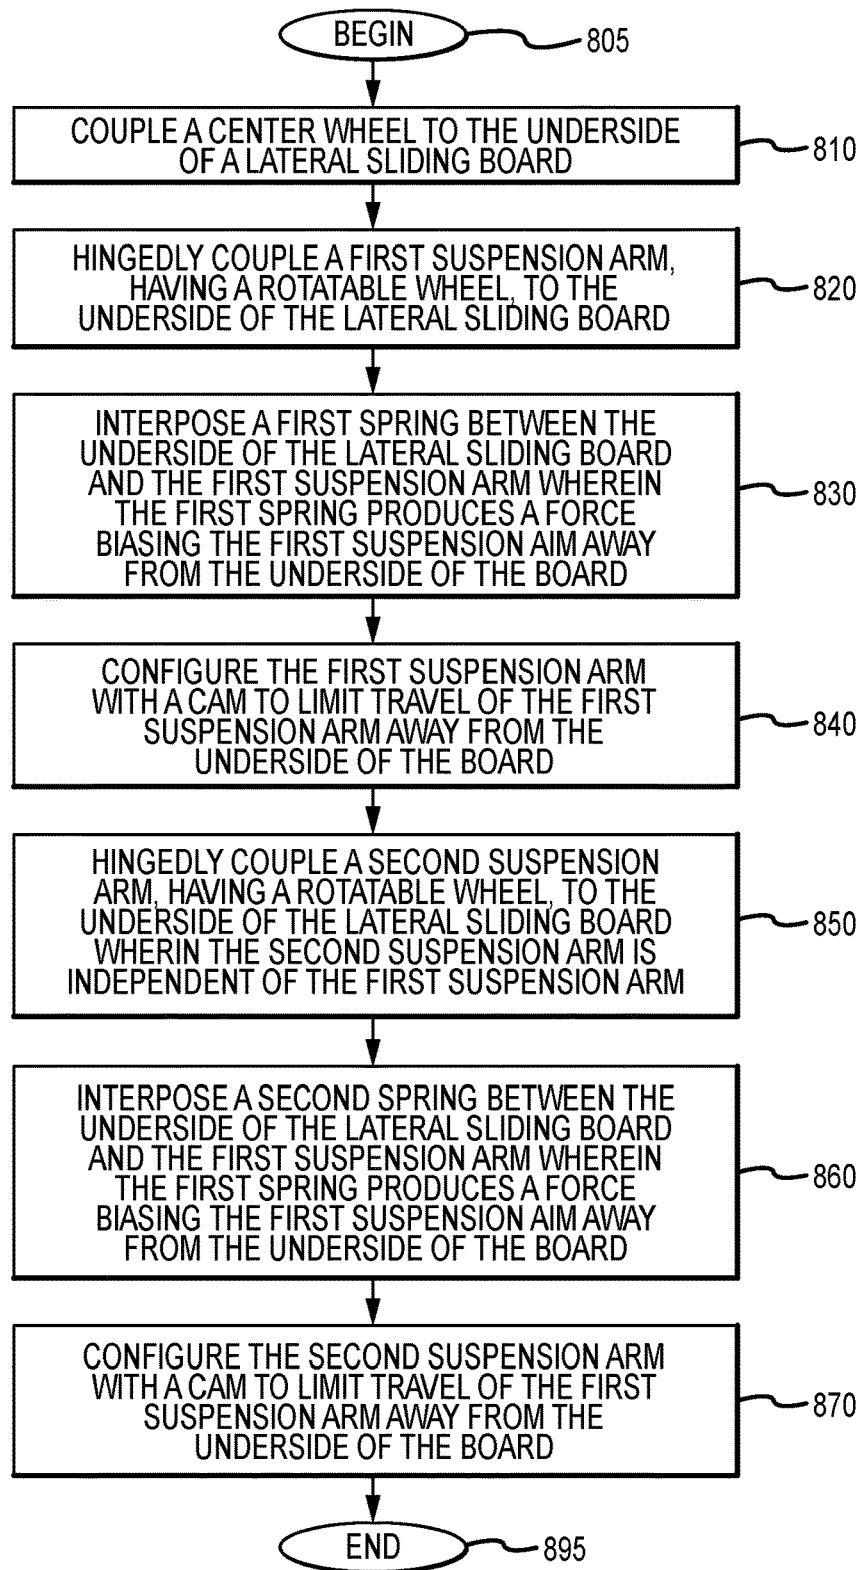 BEGIN
805
COUPLE A CENTER WHEEL TO THE UNDERSIDE
OF A LATERAL SLIDING BOARD
810
HINGEDLY COUPLE A FIRST SUSPENSION ARM,
HAVING A ROTATABLE WHEEL, TO THE
UNDERSIDE OF THE LATERAL SLIDING BOARD
820
INTERPOSE A FIRST SPRING BETWEEN THE
UNDERSIDE OF THE LATERAL SLIDING BOARD
AND THE FIRST SUSPENSION ARM WHEREIN
THE FIRST SPRING PRODUCES A FORCE
BIASING THE FIRST SUSPENSION AIM AWAY
FROM THE UNDERSIDE OF THE BOARD
830
CONFIGURE THE FIRST SUSPENSION ARM
WITH A CAM TO LIMIT TRAVEL OF THE FIRST
SUSPENSION ARM AWAY FROM THE
UNDERSIDE OF THE BOARD
840
HINGEDLY COUPLE A SECOND SUSPENSION
ARM, HAVING A ROTATABLE WHEEL, TO THE
UNDERSIDE OF THE LATERAL SLIDING BOARD
WHERIN THE SECOND SUSPENSION ARM IS
INDEPENDENT OF THE FIRST SUSPENSION ARM
850
INTERPOSE A SECOND SPRING BETWEEN THE
UNDERSIDE OF THE LATERAL SLIDING BOARD
AND THE FIRST SUSPENSION ARM WHEREIN
THE FIRST SPRING PRODUCES A FORCE
BIASING THE FIRST SUSPENSION AIM AWAY
FROM THE UNDERSIDE OF THE BOARD
860
CONFIGURE THE SECOND SUSPENSION ARM
WITH A CAM TO LIMIT TRAVEL OF THE FIRST
SUSPENSION ARM AWAY FROM THE
UNDERSIDE OF THE BOARD
870
END
895